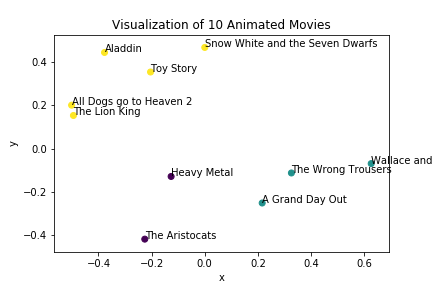 Visualization of 10 Animated Movies
Aladdin
Snow White and the Seven Dwarfs
Toy Story
All Dogs go to Heaven 2
The Lion King
Wallace and
Heavy Metal
The Wrong Trousers
A Grand Day Out
The Aristocats
y
0.4
0.2
0.0
−0.2
−0.4
−0.4
−0.2
0.0
0.2
0.4
0.6
x